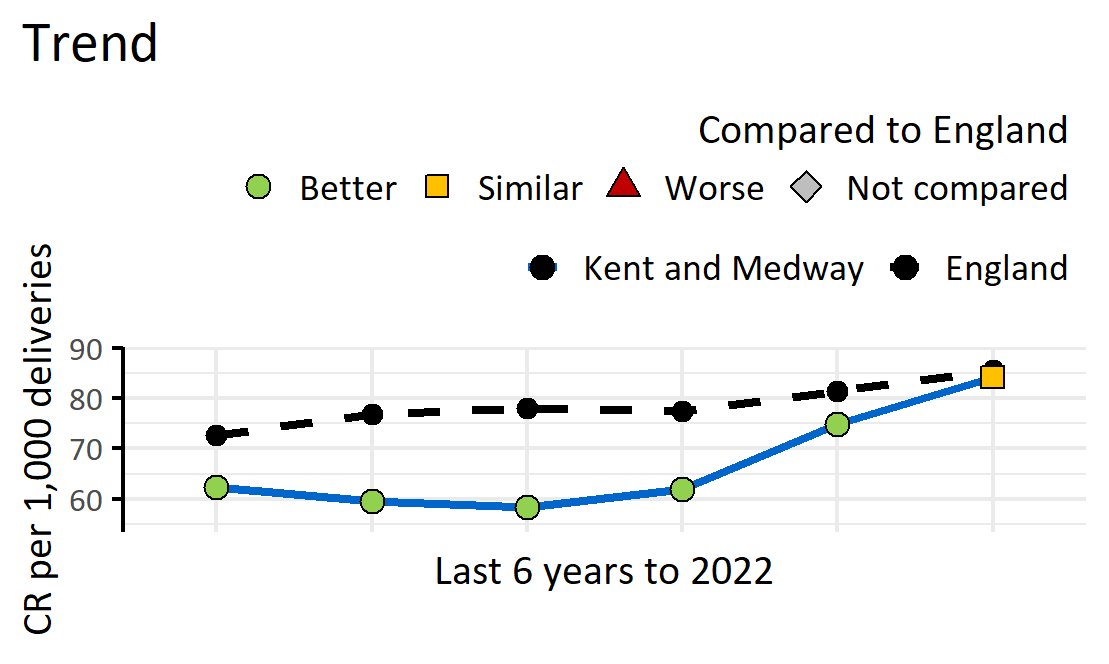 Trend
Compared to England
Better Similar Worse Not compared
Kent and Medway England
CR per 1,000 deliveries
90
80
70
60
Last 6 years to 2022